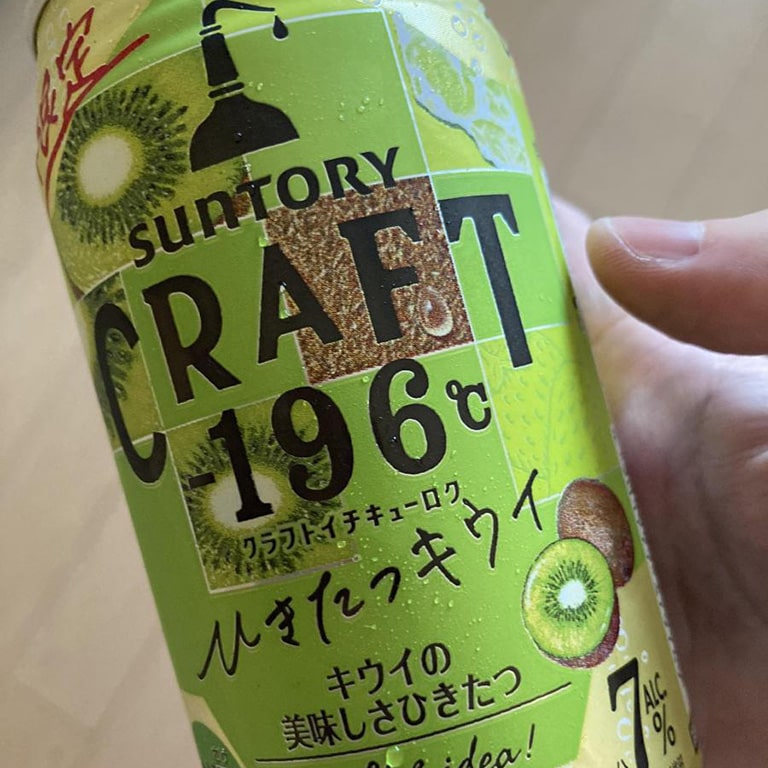 限定
SUNTORY
CRAFT
-196℃
クラフトイチキューロク
ひきたつキウイ
キウイの
美味しさひきたつ
idea!
7 ALC. %